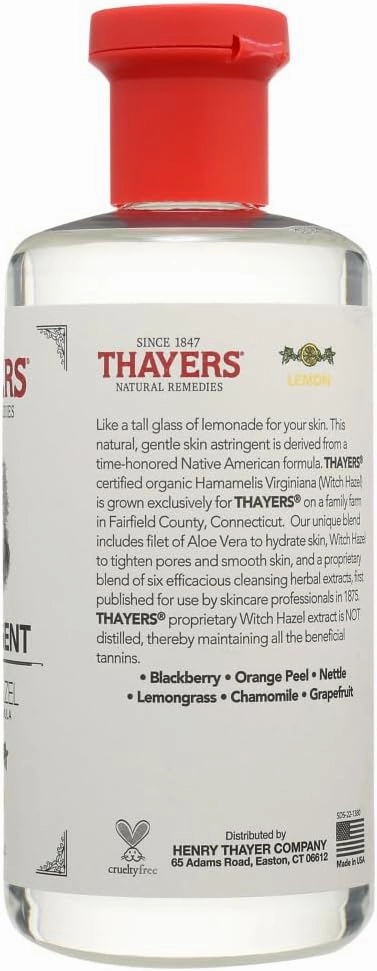 SINCE 1847
THAYERS®
NATURAL REMEDIES
LEMON
Like a tall glass of lemonade for your skin. This
natural, gentle skin astringent is derived from a
time-honored Native American formula. THAYERS®
certified organic Hamamelis Virginiana (Witch Hazel)
is grown exclusively for THAYERS® on a family farm
in Fairfield County, Connecticut. Our unique blend
includes filet of Aloe Vera to hydrate skin, Witch Hazel
to tighten pores and smooth skin, and a proprietary
blend of six efficacious cleansing herbal extracts, first
published for use by skincare professionals in 1875.
THAYERS® proprietary Witch Hazel extract is NOT
distilled, thereby maintaining all the beneficial
tannins.
• Blackberry • Orange Peel • Nettle
• Lemongrass • Chamomile • Grapefruit
RS®
DIES
ENT
ZEL
ULA
crueltyfree
Distributed by
HENRY THAYER COMPANY
65 Adams Road, Easton, CT 06612
SDS-22-1380
Made in USA